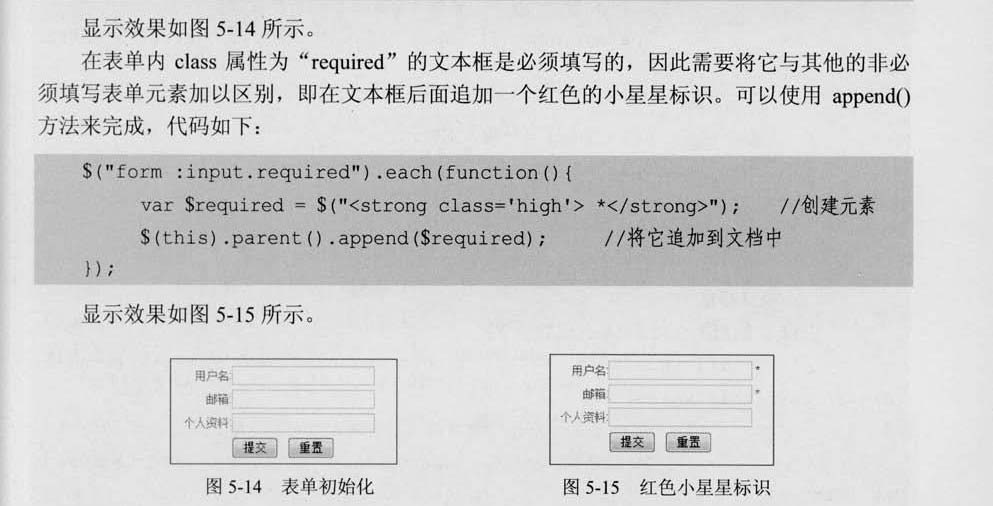 显示效果如图 5-14 所示。
在表单内 class 属性为“required”的文本框是必须填写的，因此需要将它与其他的非必
须填写表单元素加以区别，即在文本框后面追加一个红色的小星星标识。可以使用 append()
方法来完成，代码如下：
$("form :input.required").each(function(){
var $required = $("<strong class='high'> *</strong>"); //创建元素
$(this).parent().append($required); //将它追加到文档中
});
显示效果如图 5-15 所示。
用户名:
邮箱:
个人资料:
提交 重置
图 5-14 表单初始化
用户名: *
邮箱: *
个人资料:
提交 重置
图 5-15 红色小星星标识